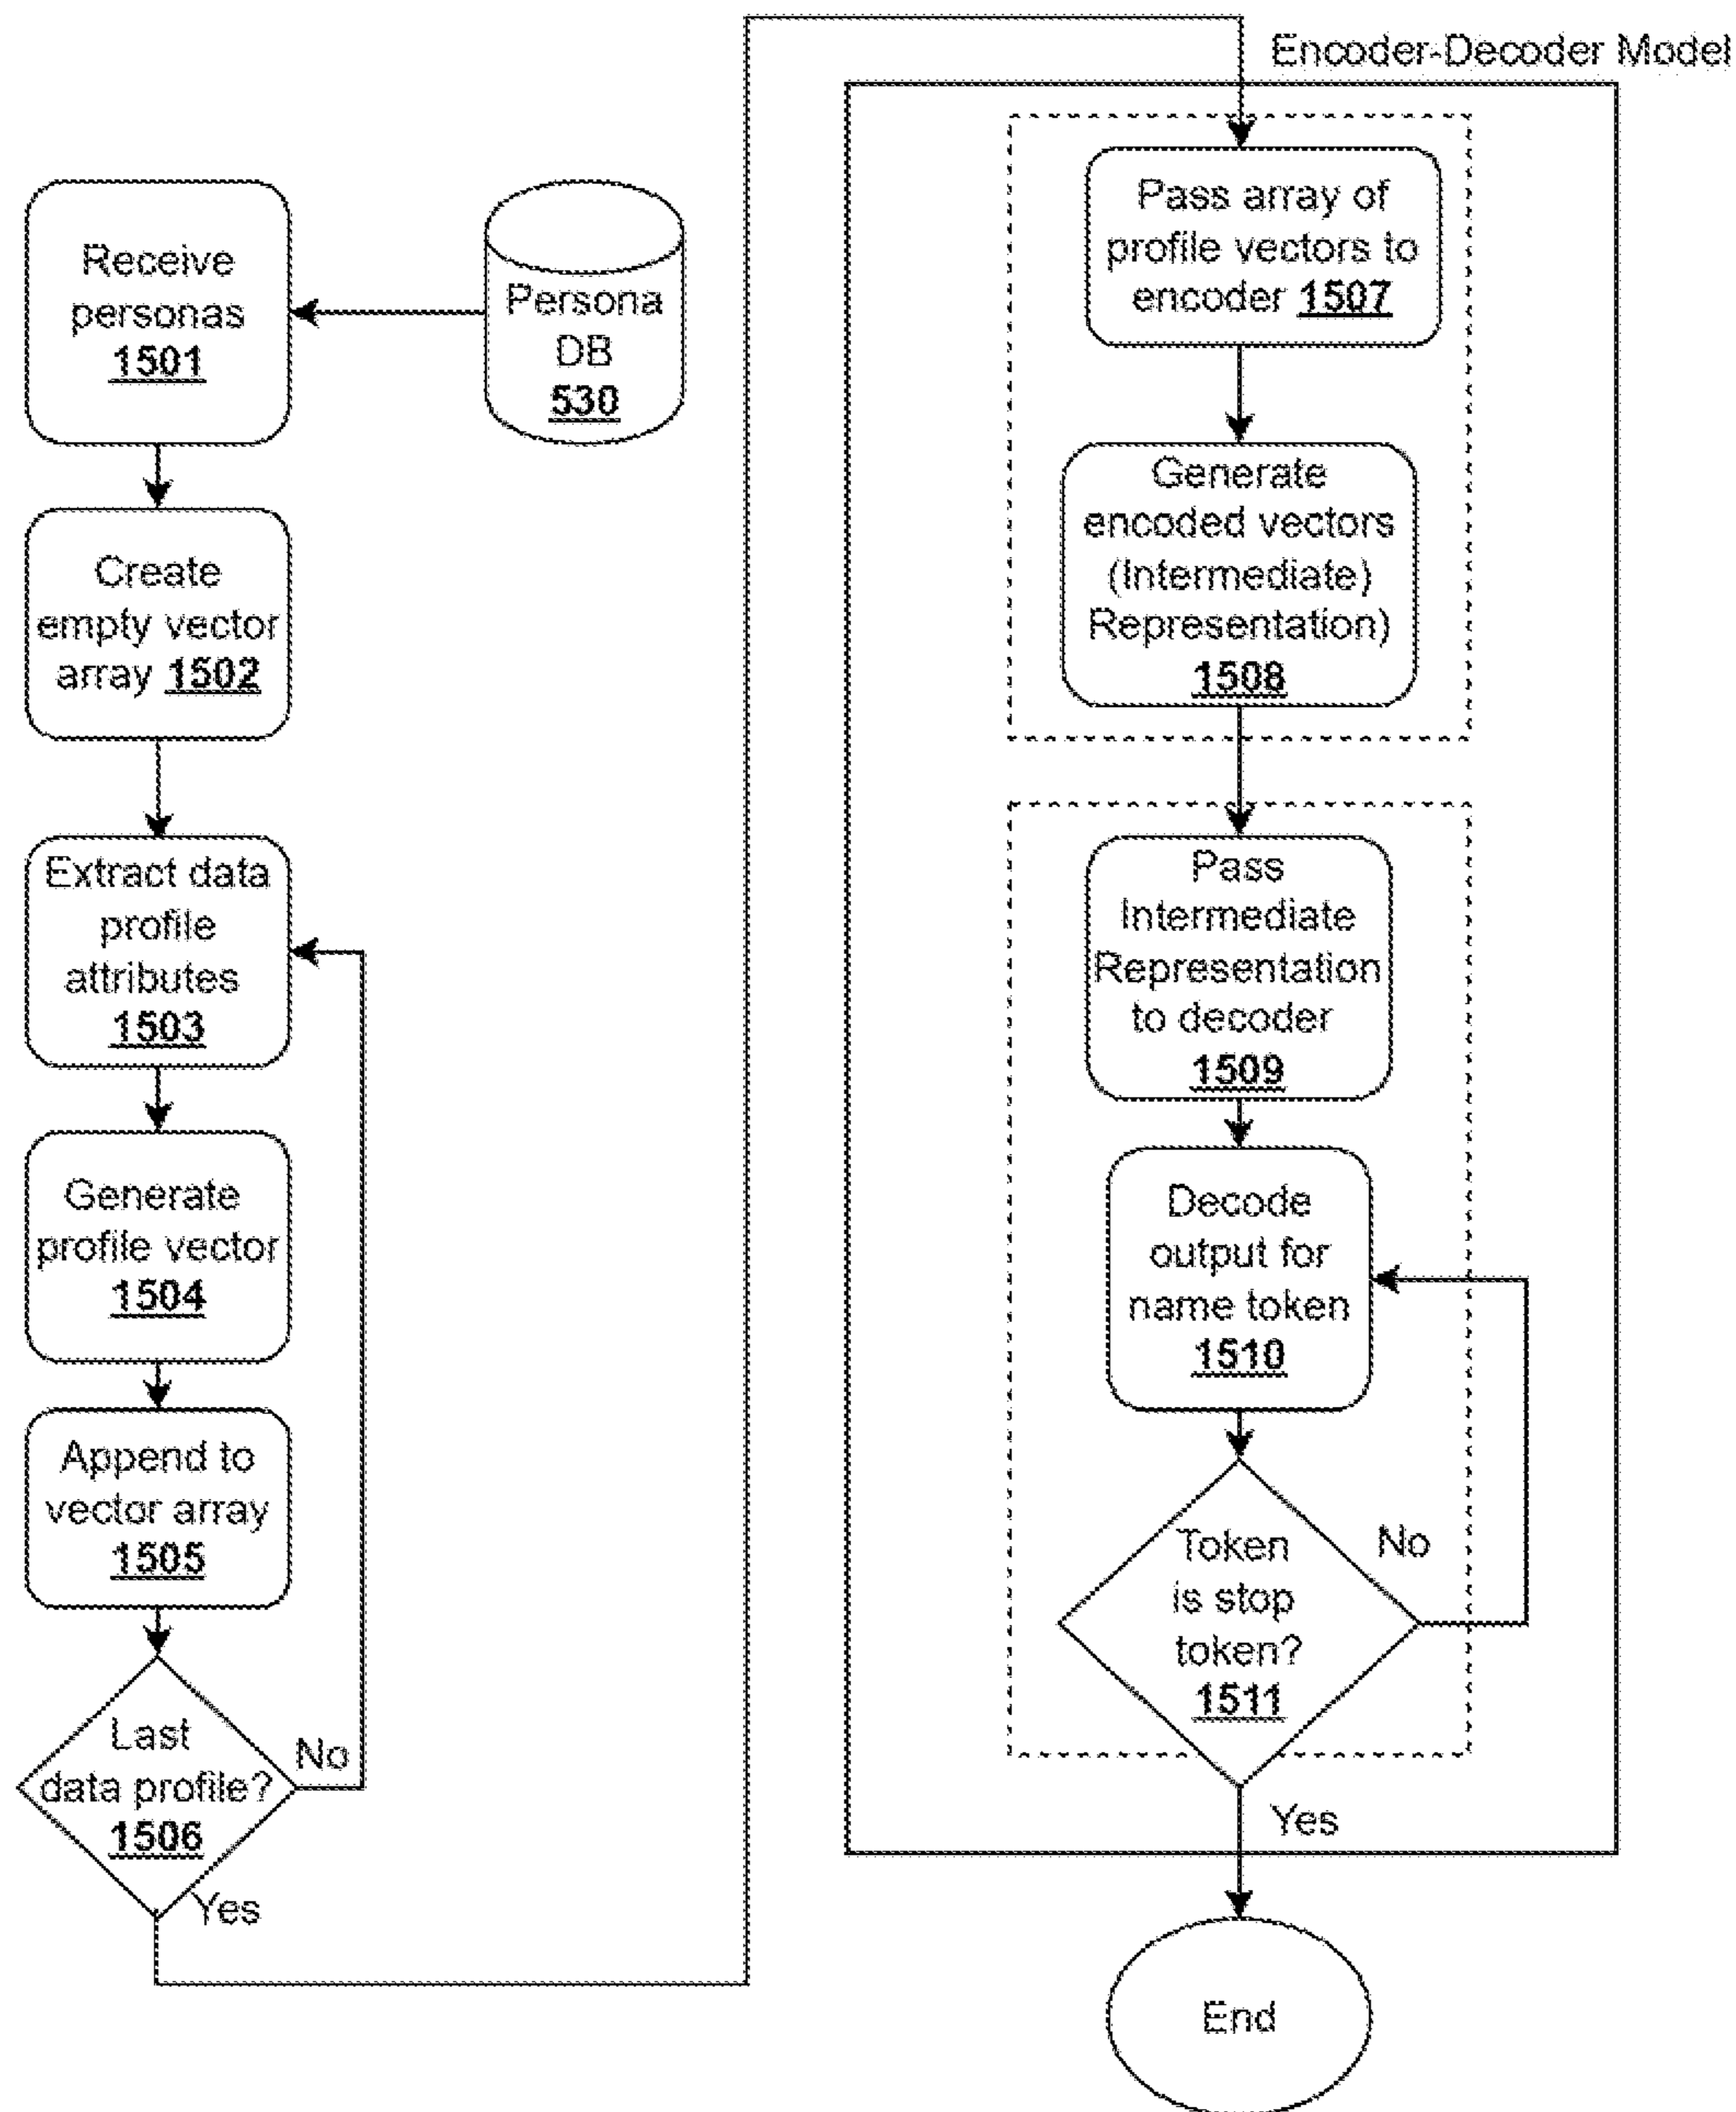 Receive
personas
1501
Persona
DB
530
Create
empty vector
array 1502
Extract data
profile
attributes
1503
Generate
profile vector
1504
Append to
vector array
1505
Last
data profile?
1506
No
Yes
Encoder-Decoder Model
Pass array of
profile vectors to
encoder 1507
Generate
encoded vectors
(Intermediate)
Representation)
1508
Pass
Intermediate
Representation
to decoder
1509
Decode
output for
name token
1510
Token
is stop
token?
1511
No
Yes
End